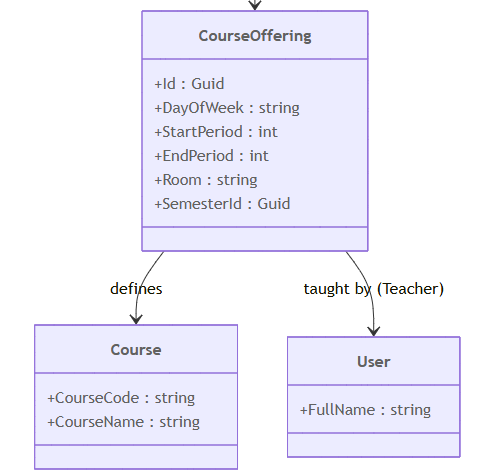 CourseOffering
+Id : Guid
+DayOfWeek : string
+StartPeriod : int
+EndPeriod : int
+Room : string
+SemesterId : Guid
defines
taught by (Teacher)
Course
+CourseCode : string
+CourseName : string
User
+FullName : string